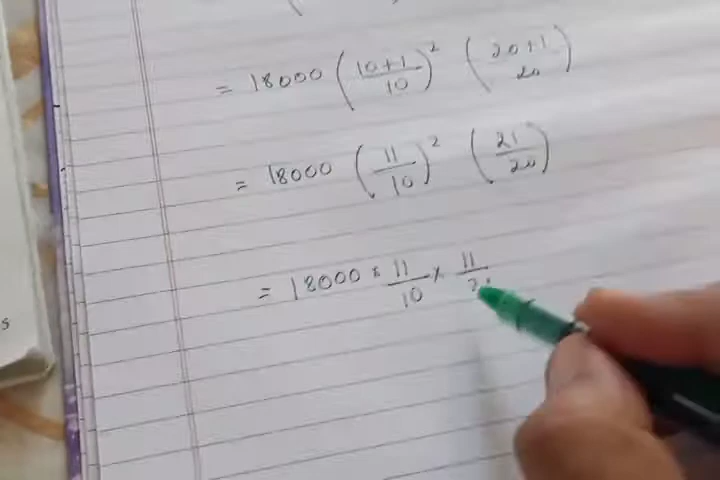 = 18000 (10+1/10)² (20+1/20)
= 18000 (11/10)² (21/20)
= 18000 × 11/10 × 11/
s